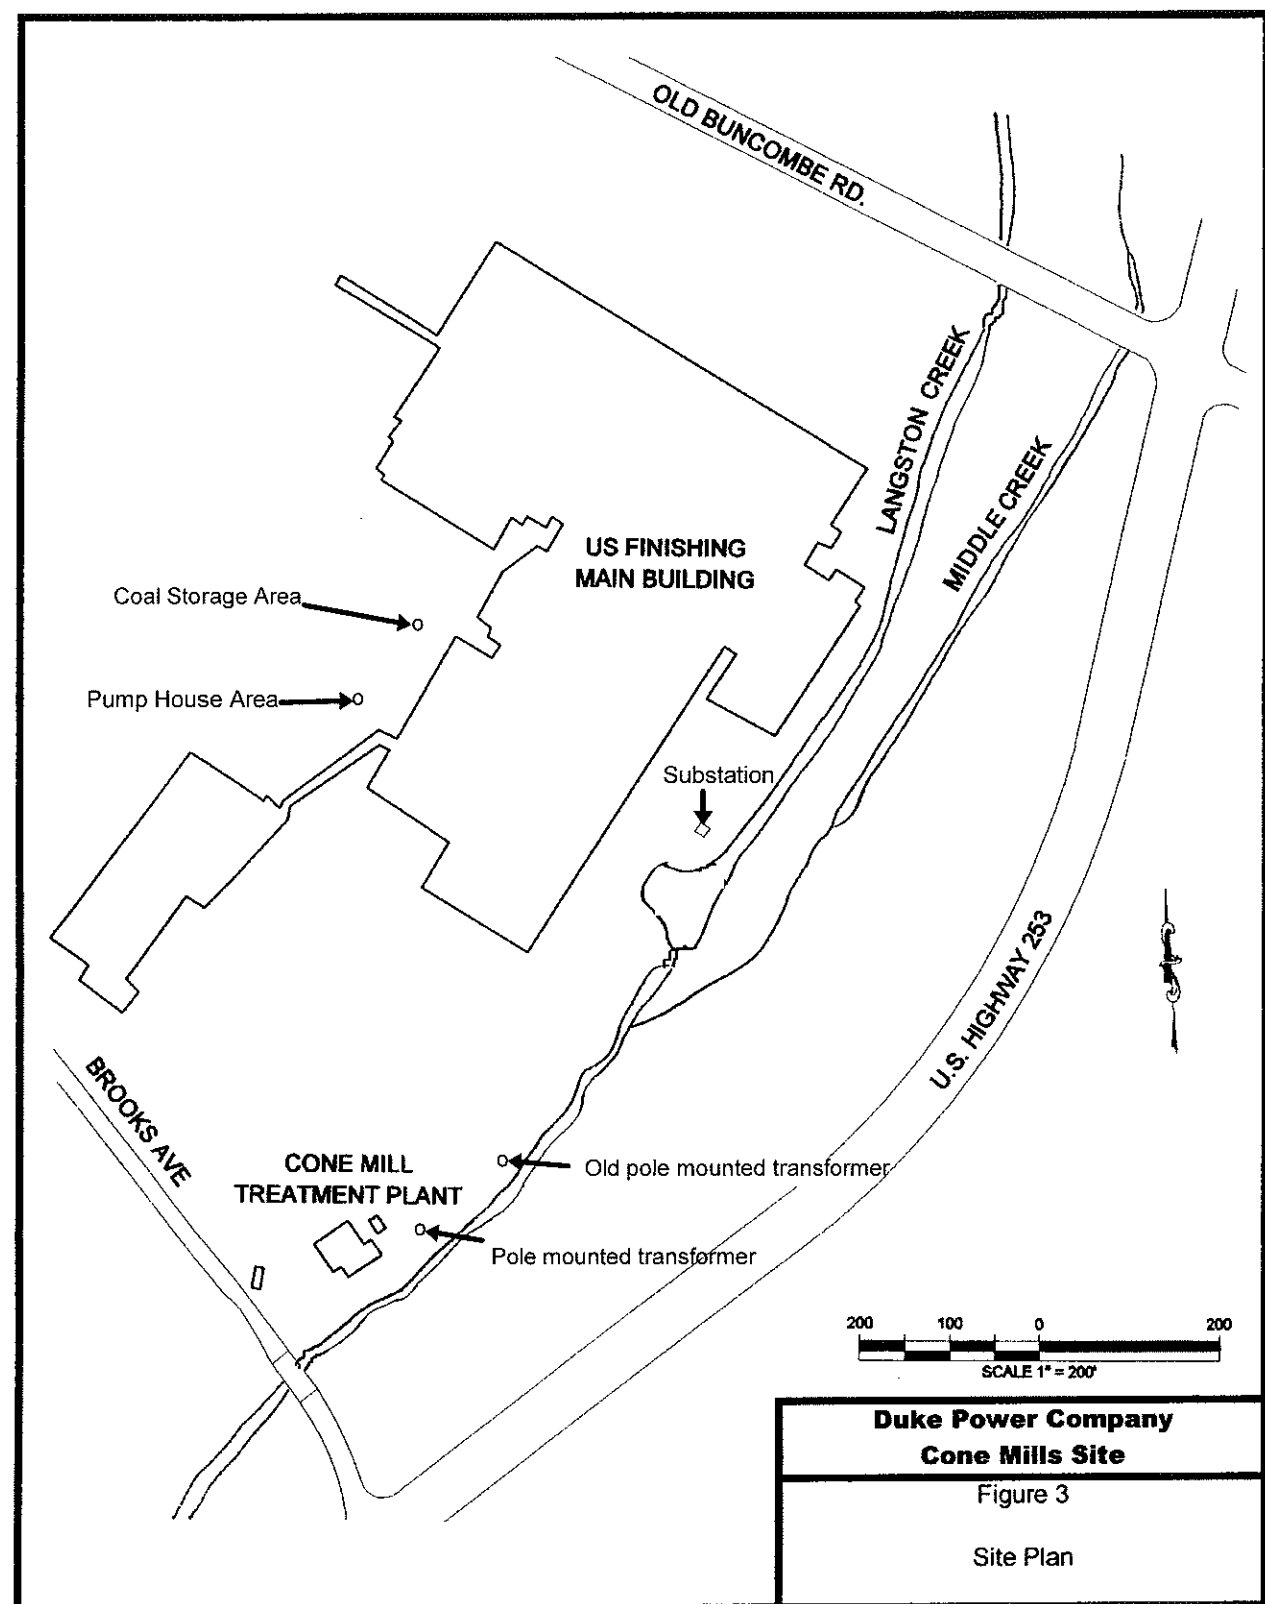 OLD BUNCOMBE RD.
LANGSTON CREEK
MIDDLE CREEK
US FINISHING
MAIN BUILDING
Coal Storage Area
Pump House Area
Substation
U.S. HIGHWAY 253
BROOKS AVE
CONE MILL
TREATMENT PLANT
Old pole mounted transformer
Pole mounted transformer
200 100 0 200
SCALE 1" = 200'
Duke Power Company
Cone Mills Site
Figure 3
Site Plan